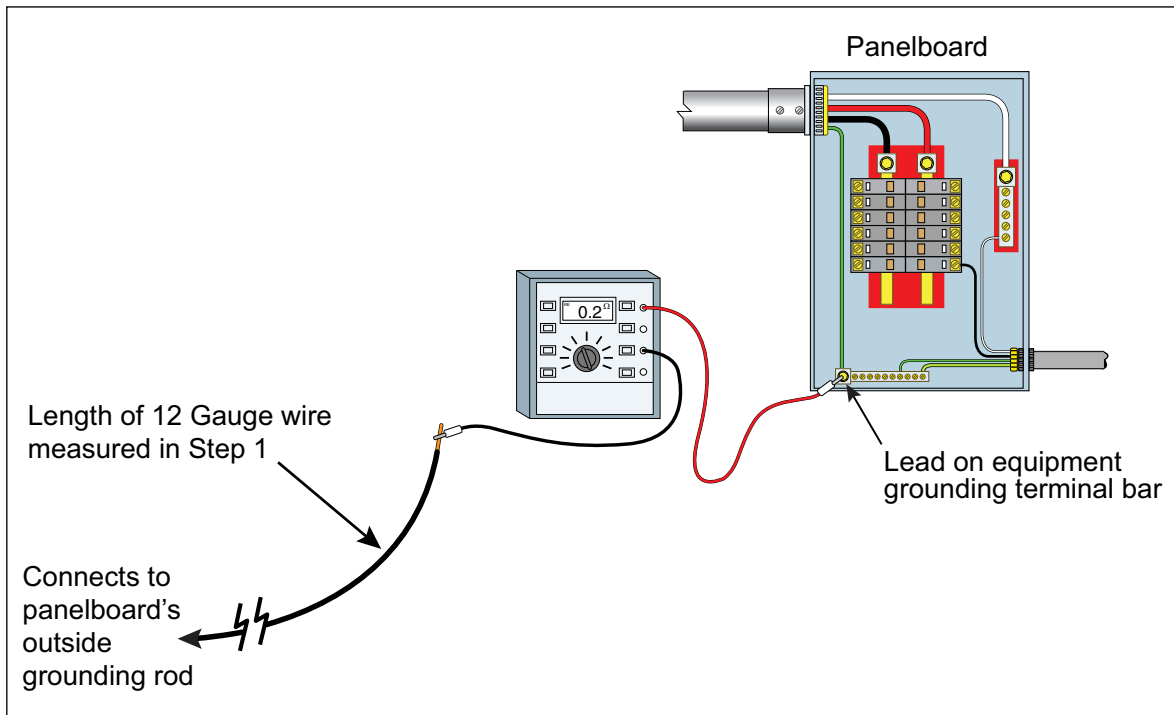 Panelboard
0.2 Ω
Length of 12 Gauge wire
measured in Step 1
Lead on equipment
grounding terminal bar
Connects to
panelboard's
outside
grounding rod